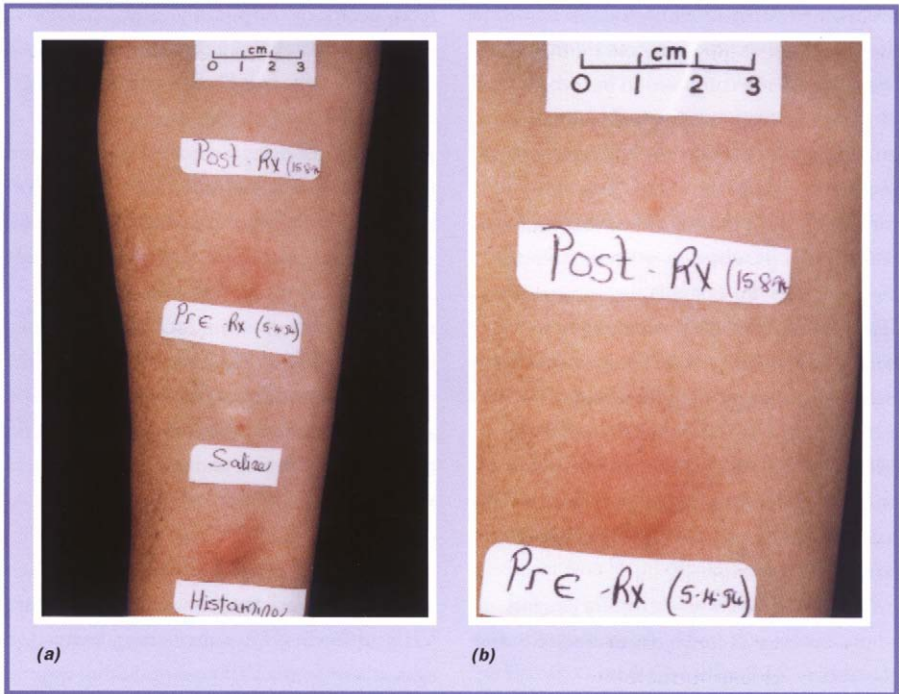 cm
0 1 2 3
Post - Rx (15 8 94
Pre - Rx (5.4.94)
Saline
Histamine
(a)
cm
0 1 2 3
Post - Rx (15 8 94
Pre - Rx (5.4.94)
(b)